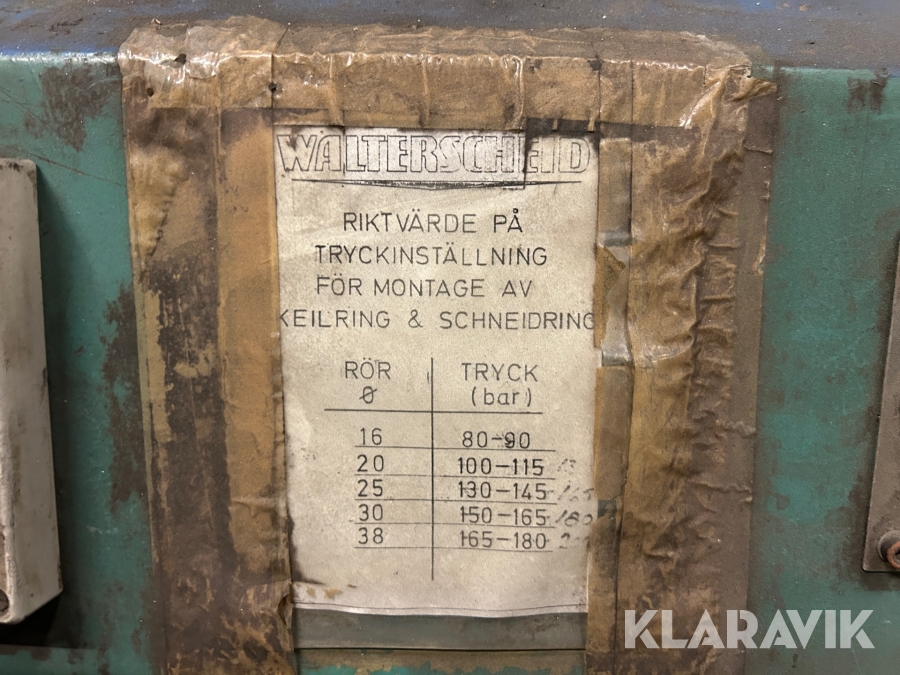 WALTERSCHEID
RIKTVÄRDE PÅ
TRYCKINSTÄLLNING
FÖR MONTAGE AV
KEILRING & SCHNEIDRING
RÖR TRYCK
Ø (bar)
16 80-90
20 100-115
25 130-145
30 150-165 180
38 165-180
KLARAVIK